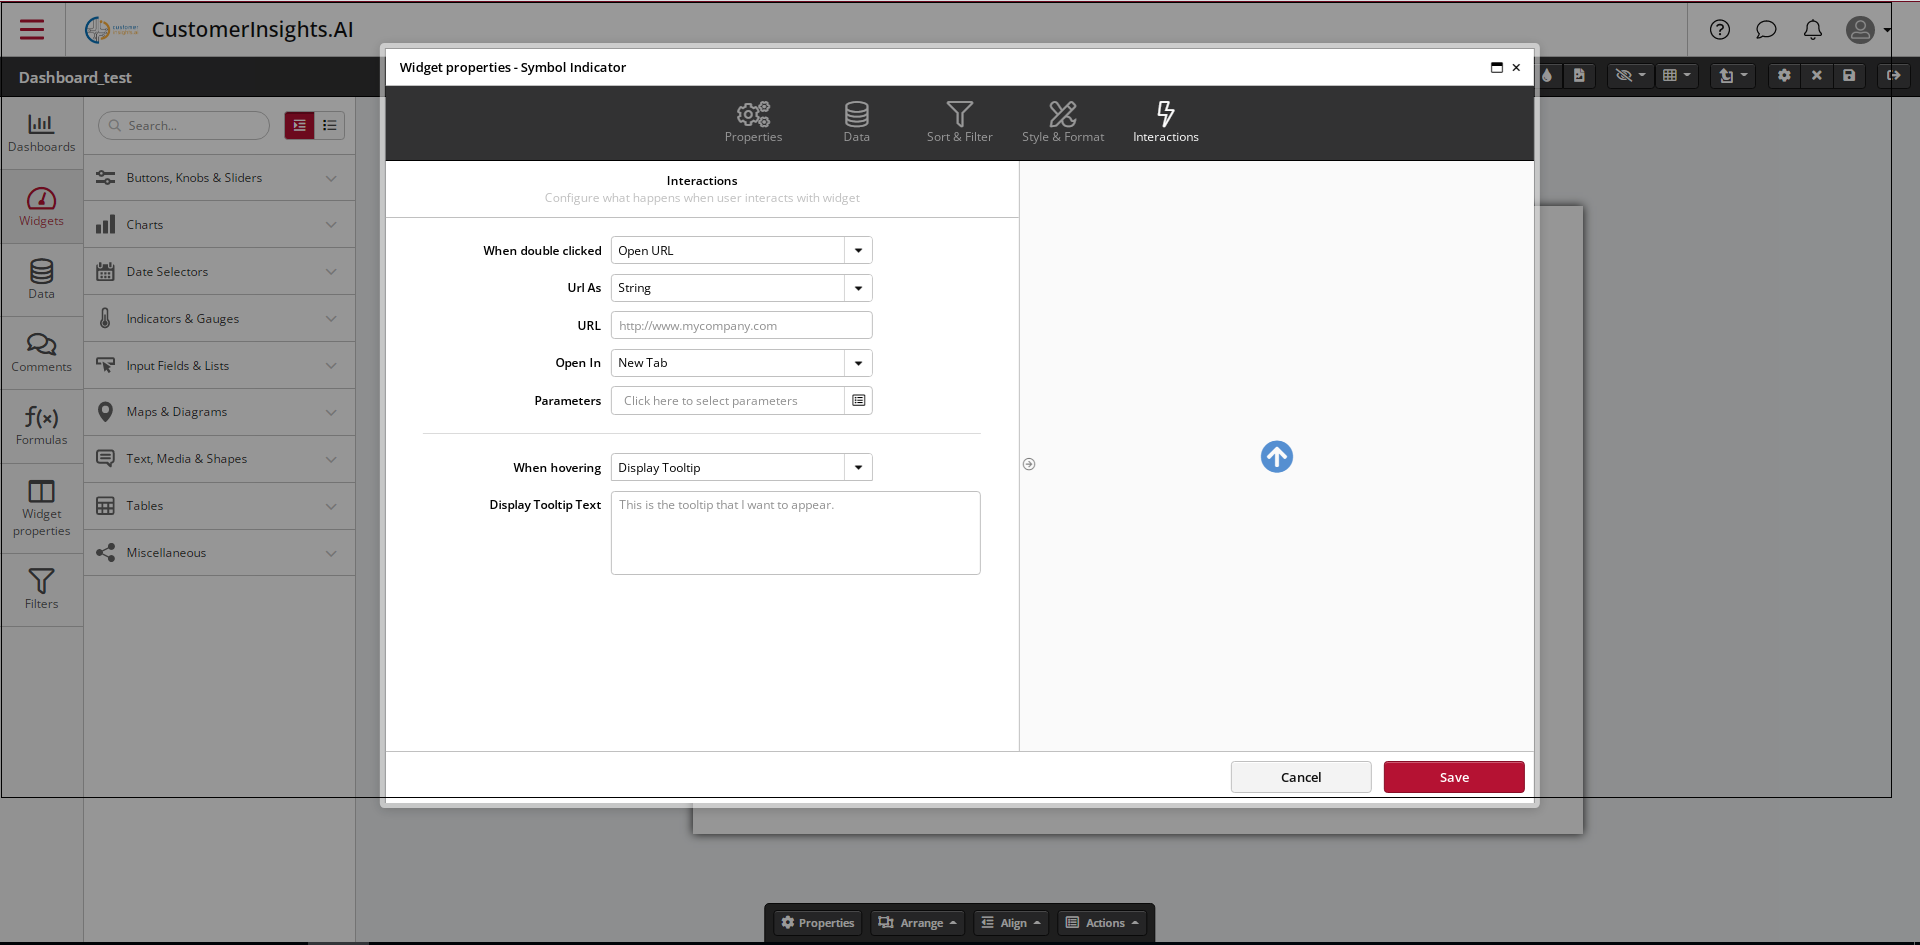 CustomerInsights.AI
Dashboard_test
Widget properties - Symbol Indicator
Properties
Data
Sort & Filter
Style & Format
Interactions
Dashboards
Widgets
Data
Comments
f(x)
Formulas
Widget
properties
Filters
Search...
Buttons, Knobs & Sliders
Charts
Date Selectors
Indicators & Gauges
Input Fields & Lists
Maps & Diagrams
Text, Media & Shapes
Tables
Miscellaneous
Interactions
Configure what happens when user interacts with widget
When double clicked Open URL
Url As String
URL http://www.mycompany.com
Open In New Tab
Parameters Click here to select parameters
When hovering Display Tooltip
Display Tooltip Text This is the tooltip that I want to appear.
Cancel
Save
Properties
Arrange
Align
Actions